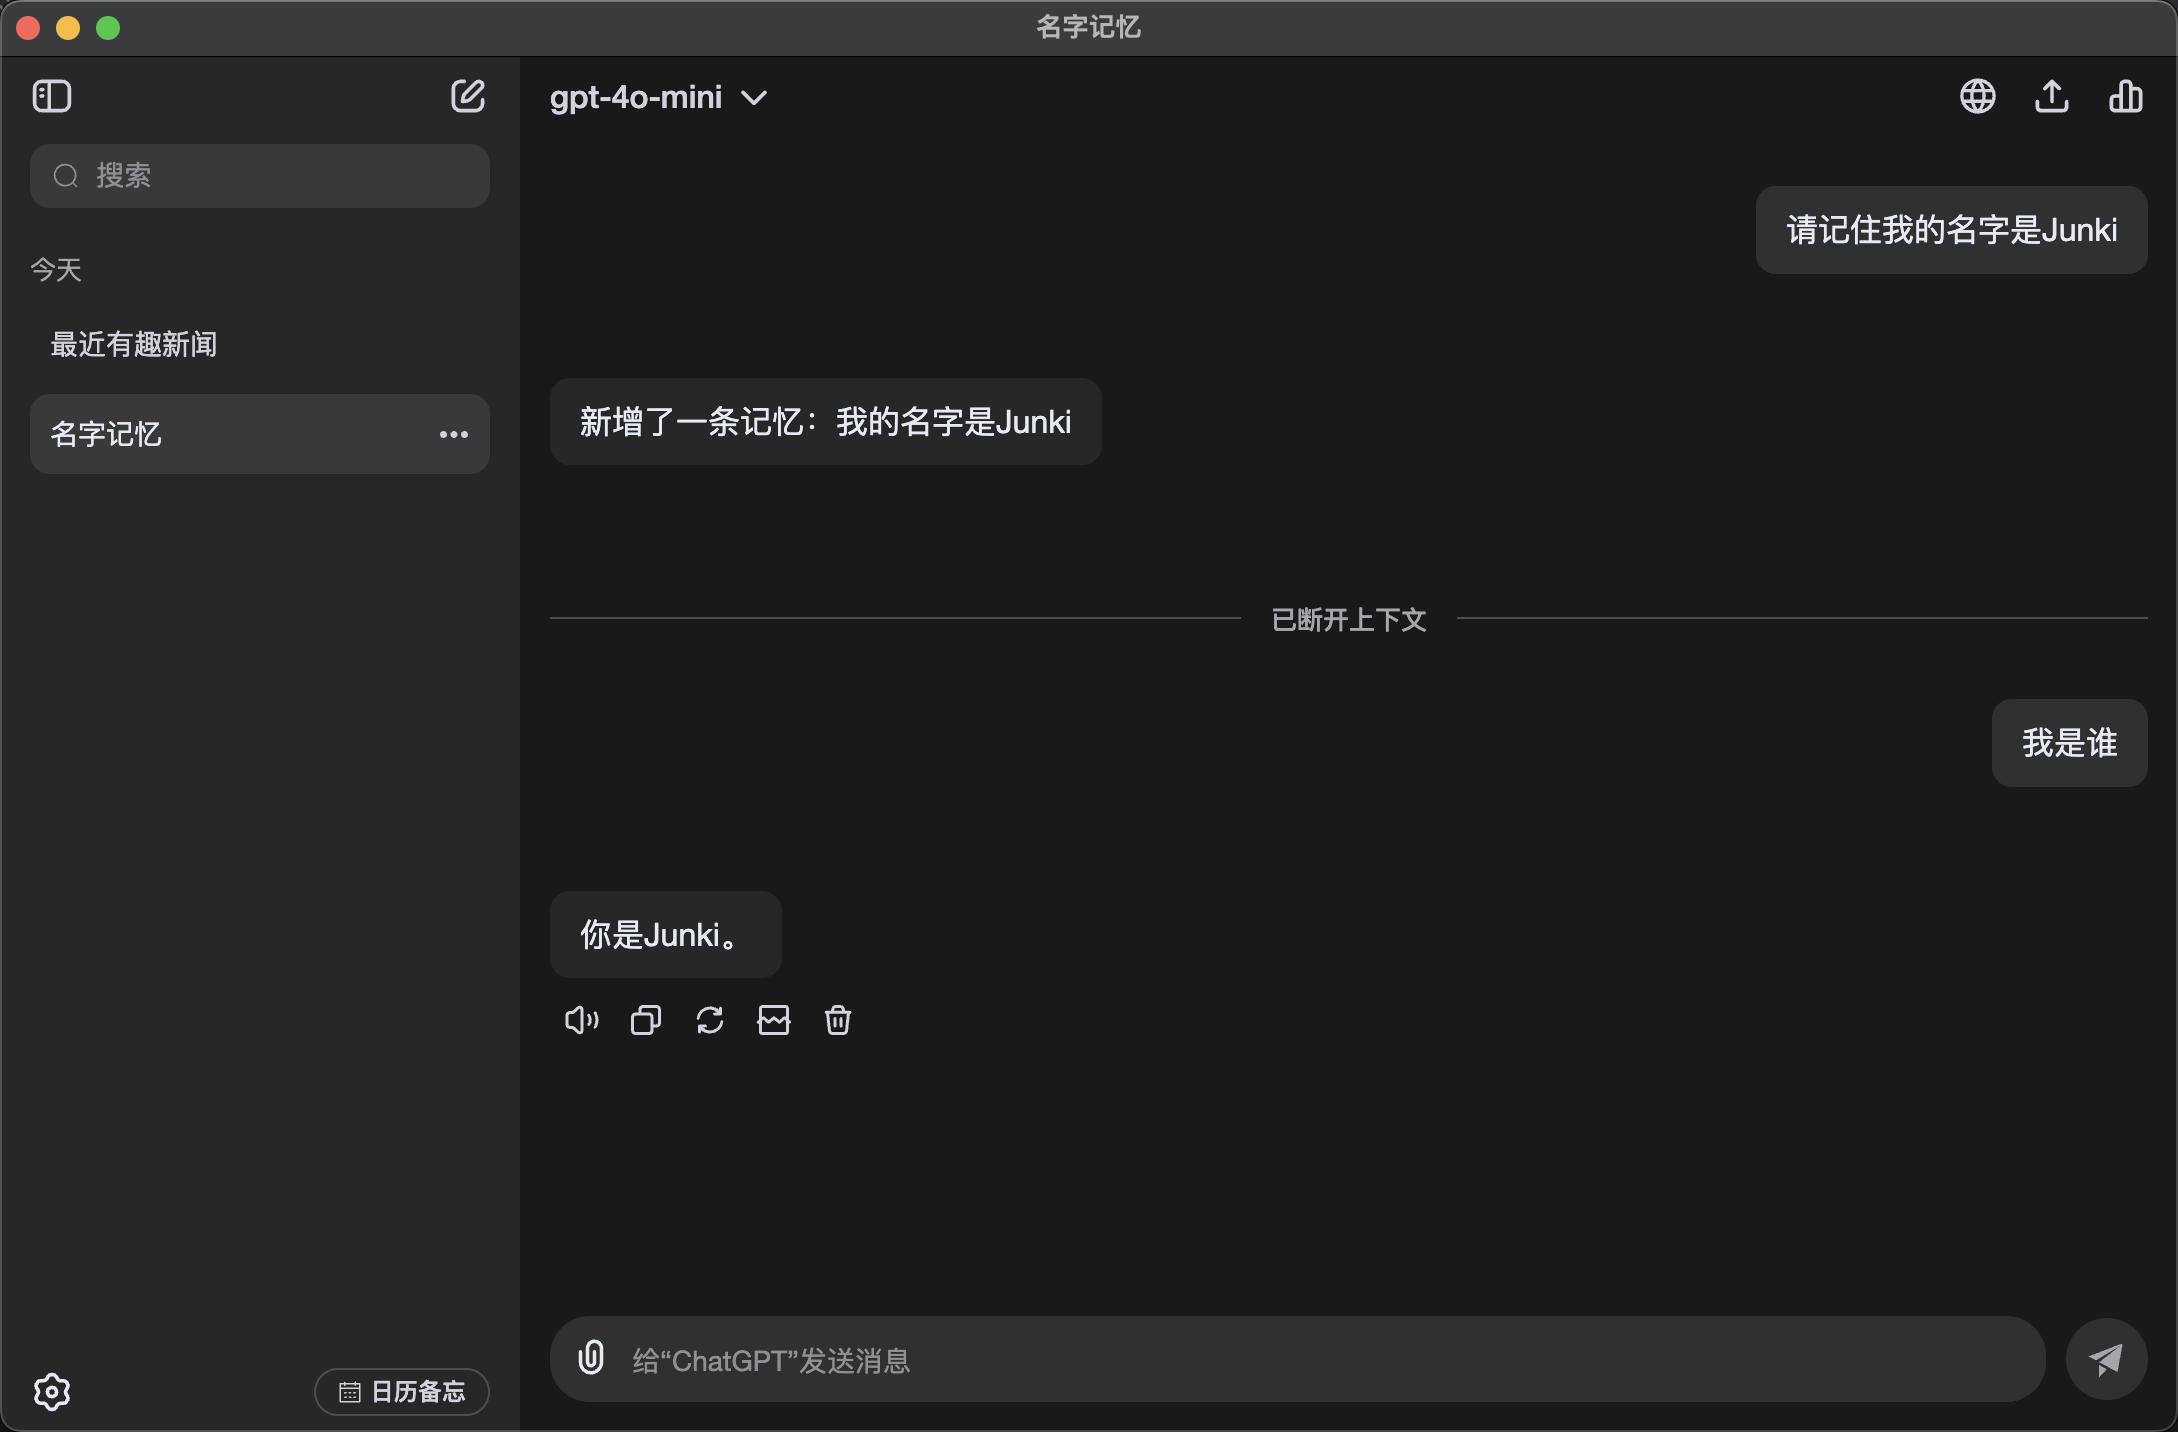 名字记忆
搜索
今天
最近有趣新闻
名字记忆
日历备忘
gpt-4o-mini
请记住我的名字是Junki
新增了一条记忆：我的名字是Junki
已断开上下文
我是谁
你是Junki。
给“ChatGPT”发送消息